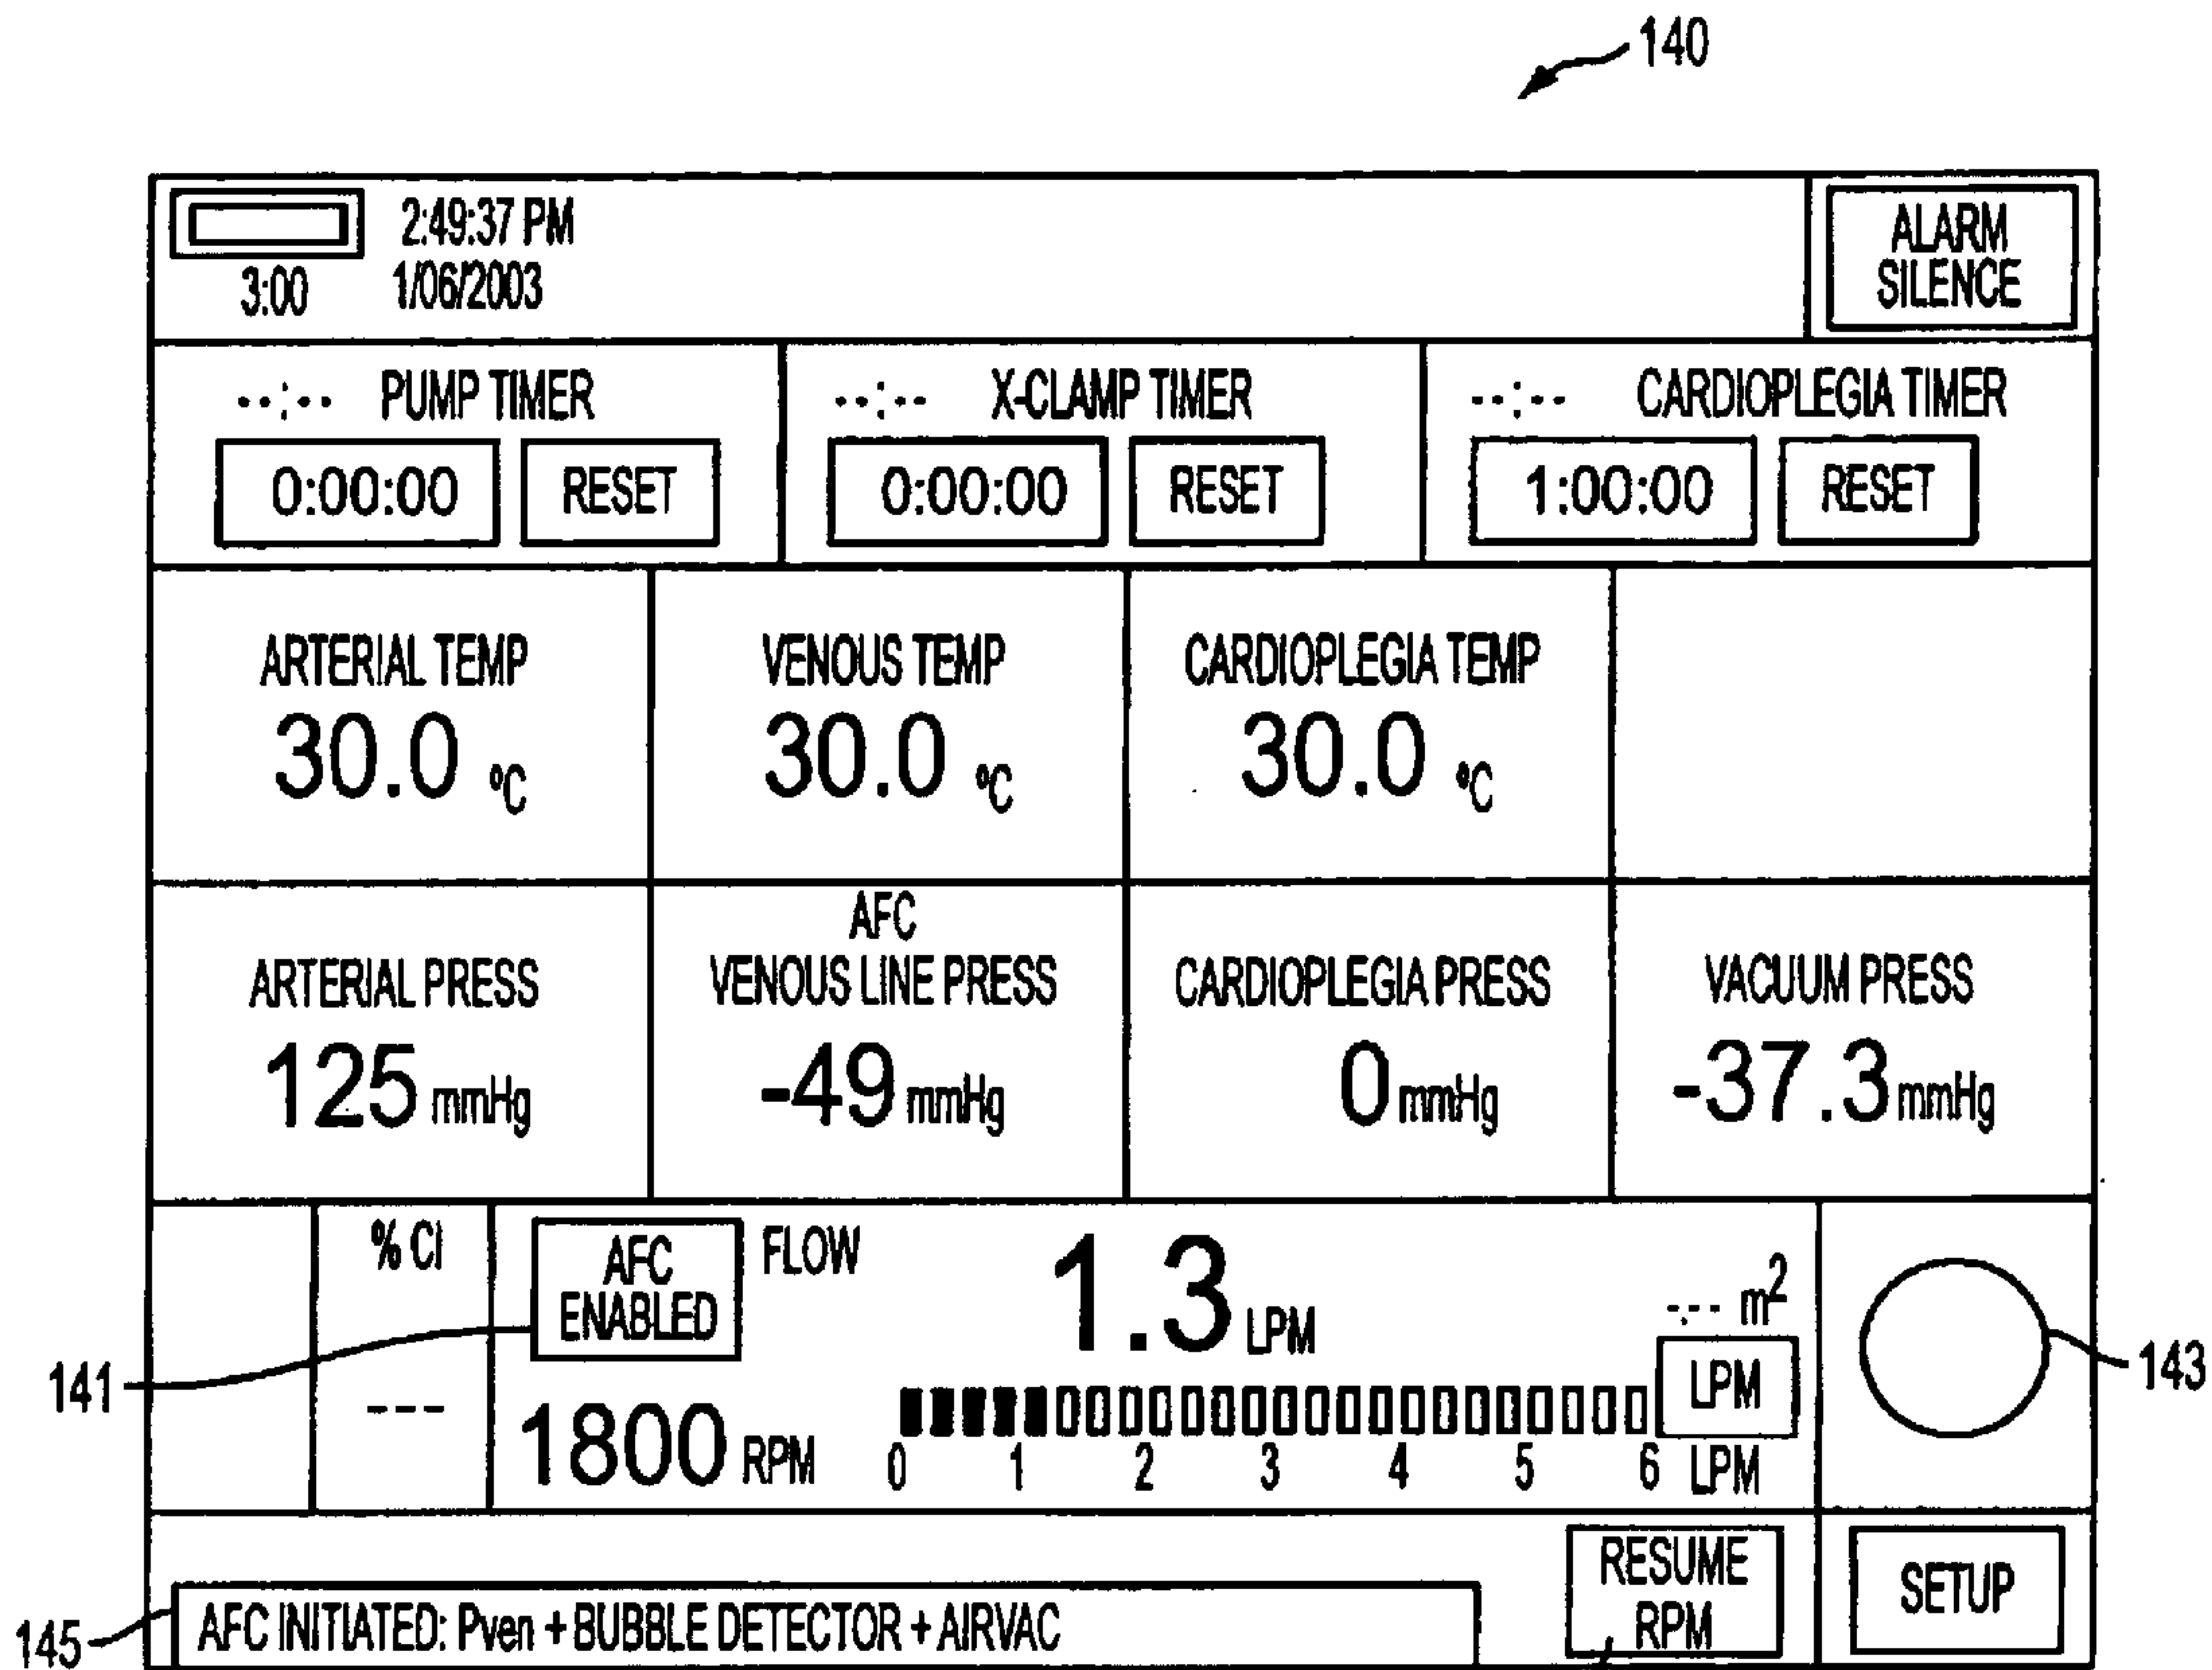 140
2:49:37 PM
3:00 1/06/2003
ALARM
SILENCE
--:-- PUMP TIMER
0:00:00 RESET
--:-- X-CLAMP TIMER
0:00:00 RESET
--:-- CARDIOPLEGIA TIMER
1:00:00 RESET
ARTERIAL TEMP
30.0 ºC
VENOUS TEMP
30.0 ºC
CARDIOPLEGIA TEMP
30.0 ºC
ARTERIAL PRESS
125 mmHg
AFC
VENOUS LINE PRESS
-49 mmHg
CARDIOPLEGIA PRESS
0 mmHg
VACUUM PRESS
-37.3 mmHg
% CI
---
AFC
ENABLED
FLOW
1.3 LPM
-.-- m²
LPM
1800 RPM
0 1 2 3 4 5 6 LPM
141
143
RESUME
RPM
SETUP
145
AFC INITIATED: Pven + BUBBLE DETECTOR + AIRVAC